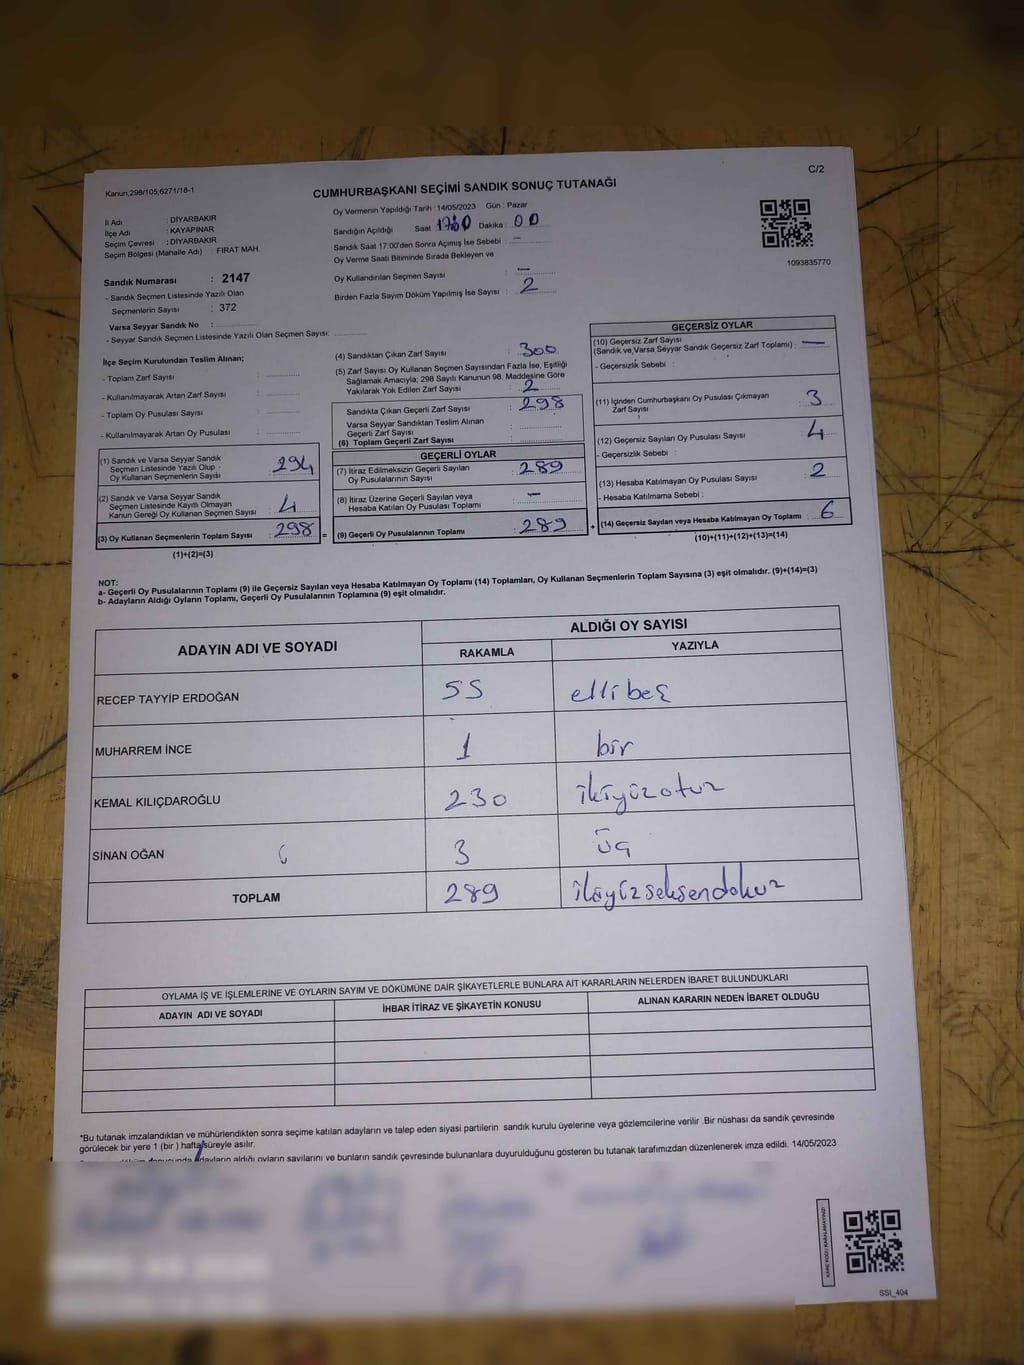 C/2
Kanun;298/105;6271/18-1
CUMHURBAŞKANI SEÇİMİ SANDIK SONUÇ TUTANAĞI
İl Adı : DİYARBAKIR
İlçe Adı : KAYAPINAR
Seçim Çevresi : DİYARBAKIR
Seçim Bölgesi (Mahalle Adı) FIRAT MAH.
Oy Vermenin Yapıldığı Tarih : 14/05/2023 Gün : Pazar
Sandığın Açıldığı Saat Dakika : 00
Sandık Saat 17:00'den Sonra Açılmış İse Sebebi : -
Oy Verme Saati Bitiminde Sırada Bekleyen ve
Oy Kullandırılan Seçmen Sayısı : -
Birden Fazla Sayım Döküm Yapılmış İse Sayısı : 2
1093835770
Sandık Numarası : 2147
- Sandık Seçmen Listesinde Yazılı Olan
Seçmenlerin Sayısı : 372
Varsa Seyyar Sandık No :
- Seyyar Sandık Seçmen Listesinde Yazılı Olan Seçmen Sayısı:
İlçe Seçim Kurulundan Teslim Alınan;
- Toplam Zarf Sayısı :
- Kullanılmayarak Artan Zarf Sayısı :
- Toplam Oy Pusulası Sayısı :
- Kullanılmayarak Artan Oy Pusulası :
(1) Sandık ve Varsa Seyyar Sandık
Seçmen Listesinde Yazılı Olup
Oy Kullanan Seçmenlerin Sayısı : 294
(2) Sandık ve Varsa Seyyar Sandık
Seçmen Listesinde Kayıtlı Olmayan
Kanun Gereği Oy Kullanan Seçmen Sayısı : 4
(3) Oy Kullanan Seçmenlerin Toplam Sayısı : 298 =
(1)+(2)=(3)
(4) Sandıktan Çıkan Zarf Sayısı : 300
(5) Zarf Sayısı Oy Kullanan Seçmen Sayısından Fazla İse, Eşitliği
Sağlamak Amacıyla; 298 Sayılı Kanunun 98. Maddesine Göre
Yakılarak Yok Edilen Zarf Sayısı : 2
Sandıkta Çıkan Geçerli Zarf Sayısı : 298
Varsa Seyyar Sandıktan Teslim Alınan
Geçerli Zarf Sayısı :
(6) Toplam Geçerli Zarf Sayısı :
GEÇERLİ OYLAR
(7) İtiraz Edilmeksizin Geçerli Sayılan
Oy Pusulalarının Sayısı : 289
(8) İtiraz Üzerine Geçerli Sayılan veya
Hesaba Katılan Oy Pusulası Toplamı : -
(9) Geçerli Oy Pusulalarının Toplamı : 289 +
GEÇERSİZ OYLAR
(10) Geçersiz Zarf Sayısı
(Sandık ve Varsa Seyyar Sandık Geçersiz Zarf Toplamı) : -
- Geçersizlik Sebebi :
(11) İçinden Cumhurbaşkanı Oy Pusulası Çıkmayan
Zarf Sayısı : 3
(12) Geçersiz Sayılan Oy Pusulası Sayısı : 4
- Geçersizlik Sebebi :
(13) Hesaba Katılmayan Oy Pusulası Sayısı : 2
- Hesaba Katılmama Sebebi :
(14) Geçersiz Sayılan veya Hesaba Katılmayan Oy Toplamı : 6
(10)+(11)+(12)+(13)=(14)
NOT:
a- Geçerli Oy Pusulalarının Toplamı (9) ile Geçersiz Sayılan veya Hesaba Katılmayan Oy Toplamı (14) Toplamları, Oy Kullanan Seçmenlerin Toplam Sayısına (3) eşit olmalıdır. (9)+(14)=(3)
b- Adayların Aldığı Oyların Toplamı, Geçerli Oy Pusulalarının Toplamına (9) eşit olmalıdır.
ADAYIN ADI VE SOYADI
ALDIĞI OY SAYISI
RAKAMLA YAZIYLA
RECEP TAYYİP ERDOĞAN 55 ellibeş
MUHARREM İNCE 1 bir
KEMAL KILIÇDAROĞLU 230 ikiyüzotuz
SİNAN OĞAN 3 üç
TOPLAM 289 ikiyüzseksendokuz
OYLAMA İŞ VE İŞLEMLERİNE VE OYLARIN SAYIM VE DÖKÜMÜNE DAİR ŞİKAYETLERLE BUNLARA AİT KARARLARIN NELERDEN İBARET BULUNDUKLARI
ADAYIN ADI VE SOYADI İHBAR İTİRAZ VE ŞİKAYETİN KONUSU ALINAN KARARIN NEDEN İBARET OLDUĞU
*Bu tutanak imzalandıktan ve mühürlendikten sonra seçime katılan adayların ve talep eden siyasi partilerin sandık kurulu üyelerine veya gözlemcilerine verilir .Bir nüshası da sandık çevresinde
görülecek bir yere 1 (bir ) hafta süreyle asılır.
adayların aldığı oyların sayılarını ve bunların sandık çevresinde bulunanlara duyurulduğunu gösteren bu tutanak tarafımızdan düzenlenerek imza edildi. 14/05/2023
SSI_404